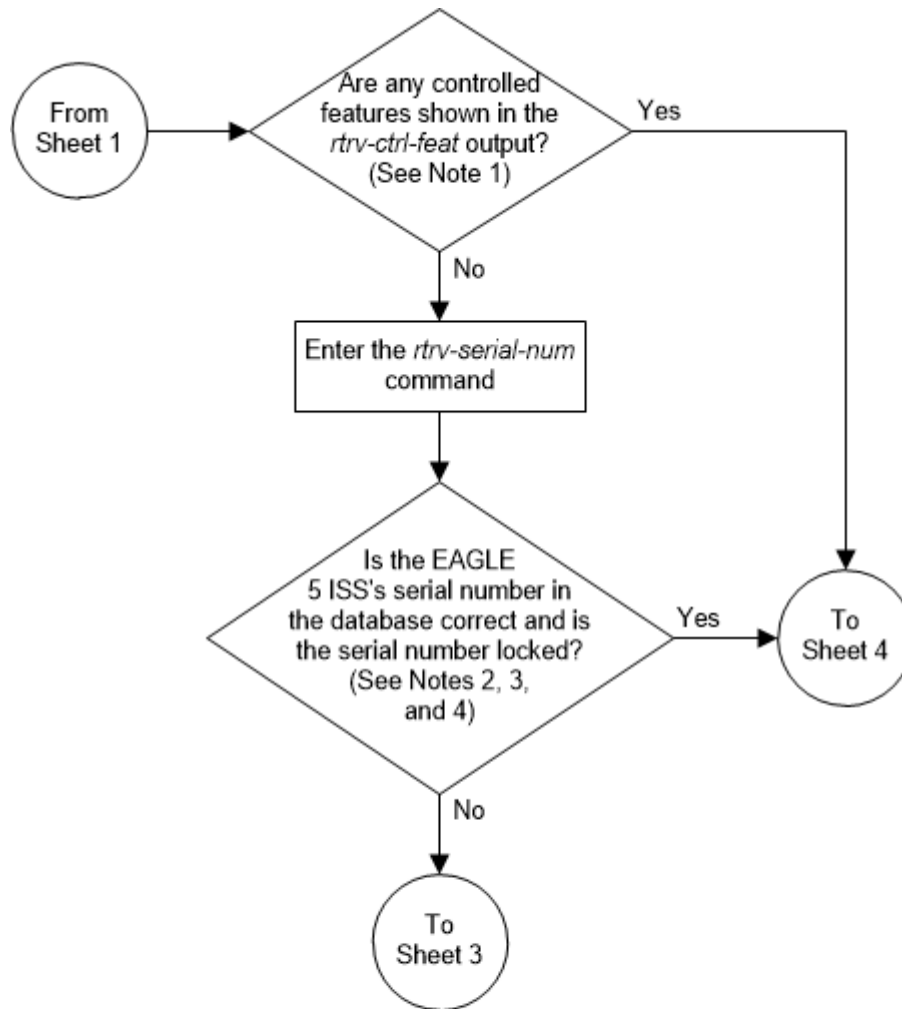 From
Sheet 1
Are any controlled
features shown in the
rtrv-ctrl-feat output?
(See Note 1)
Yes
No
Enter the rtrv-serial-num
command
Is the EAGLE
5 ISS's serial number in
the database correct and is
the serial number locked?
(See Notes 2, 3,
and 4)
Yes
To
Sheet 4
No
To
Sheet 3